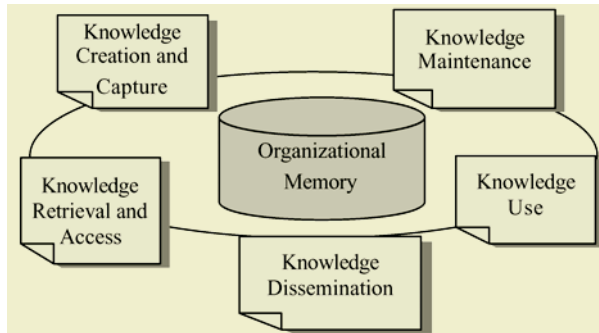 Knowledge
Creation and
Capture
Knowledge
Maintenance
Organizational
Memory
Knowledge
Retrieval and
Access
Knowledge
Use
Knowledge
Dissemination